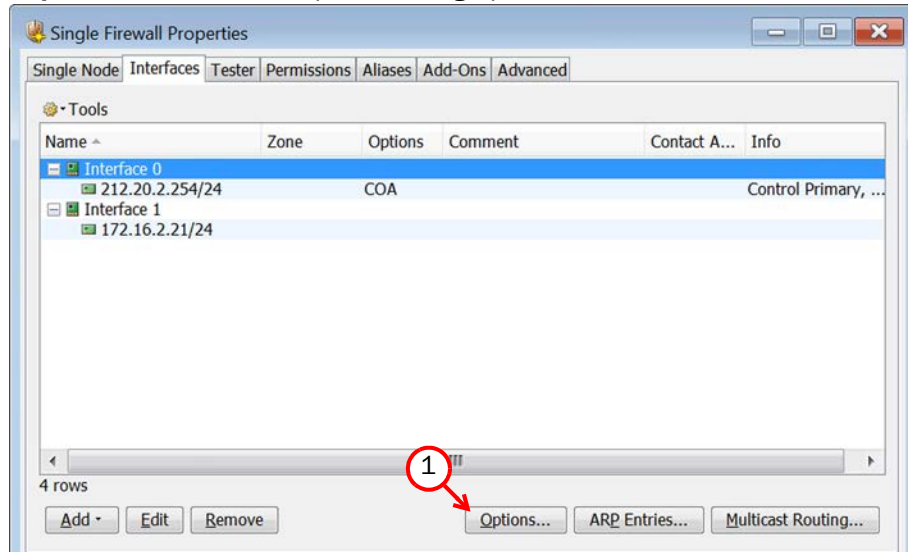 Single Firewall Properties
Single Node Interfaces Tester Permissions Aliases Add-Ons Advanced
Tools
Name Zone Options Comment Contact A... Info
Interface 0
212.20.2.254/24 COA Control Primary, ...
Interface 1
172.16.2.21/24
1
4 rows
Add Edit Remove Options... ARP Entries... Multicast Routing...